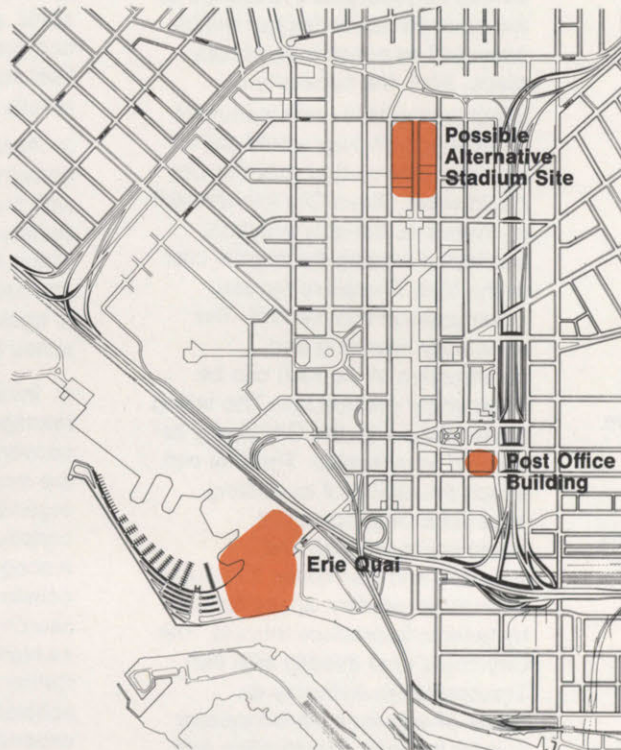 Possible
Alternative
Stadium Site
Post Office
Building
Erie Quai